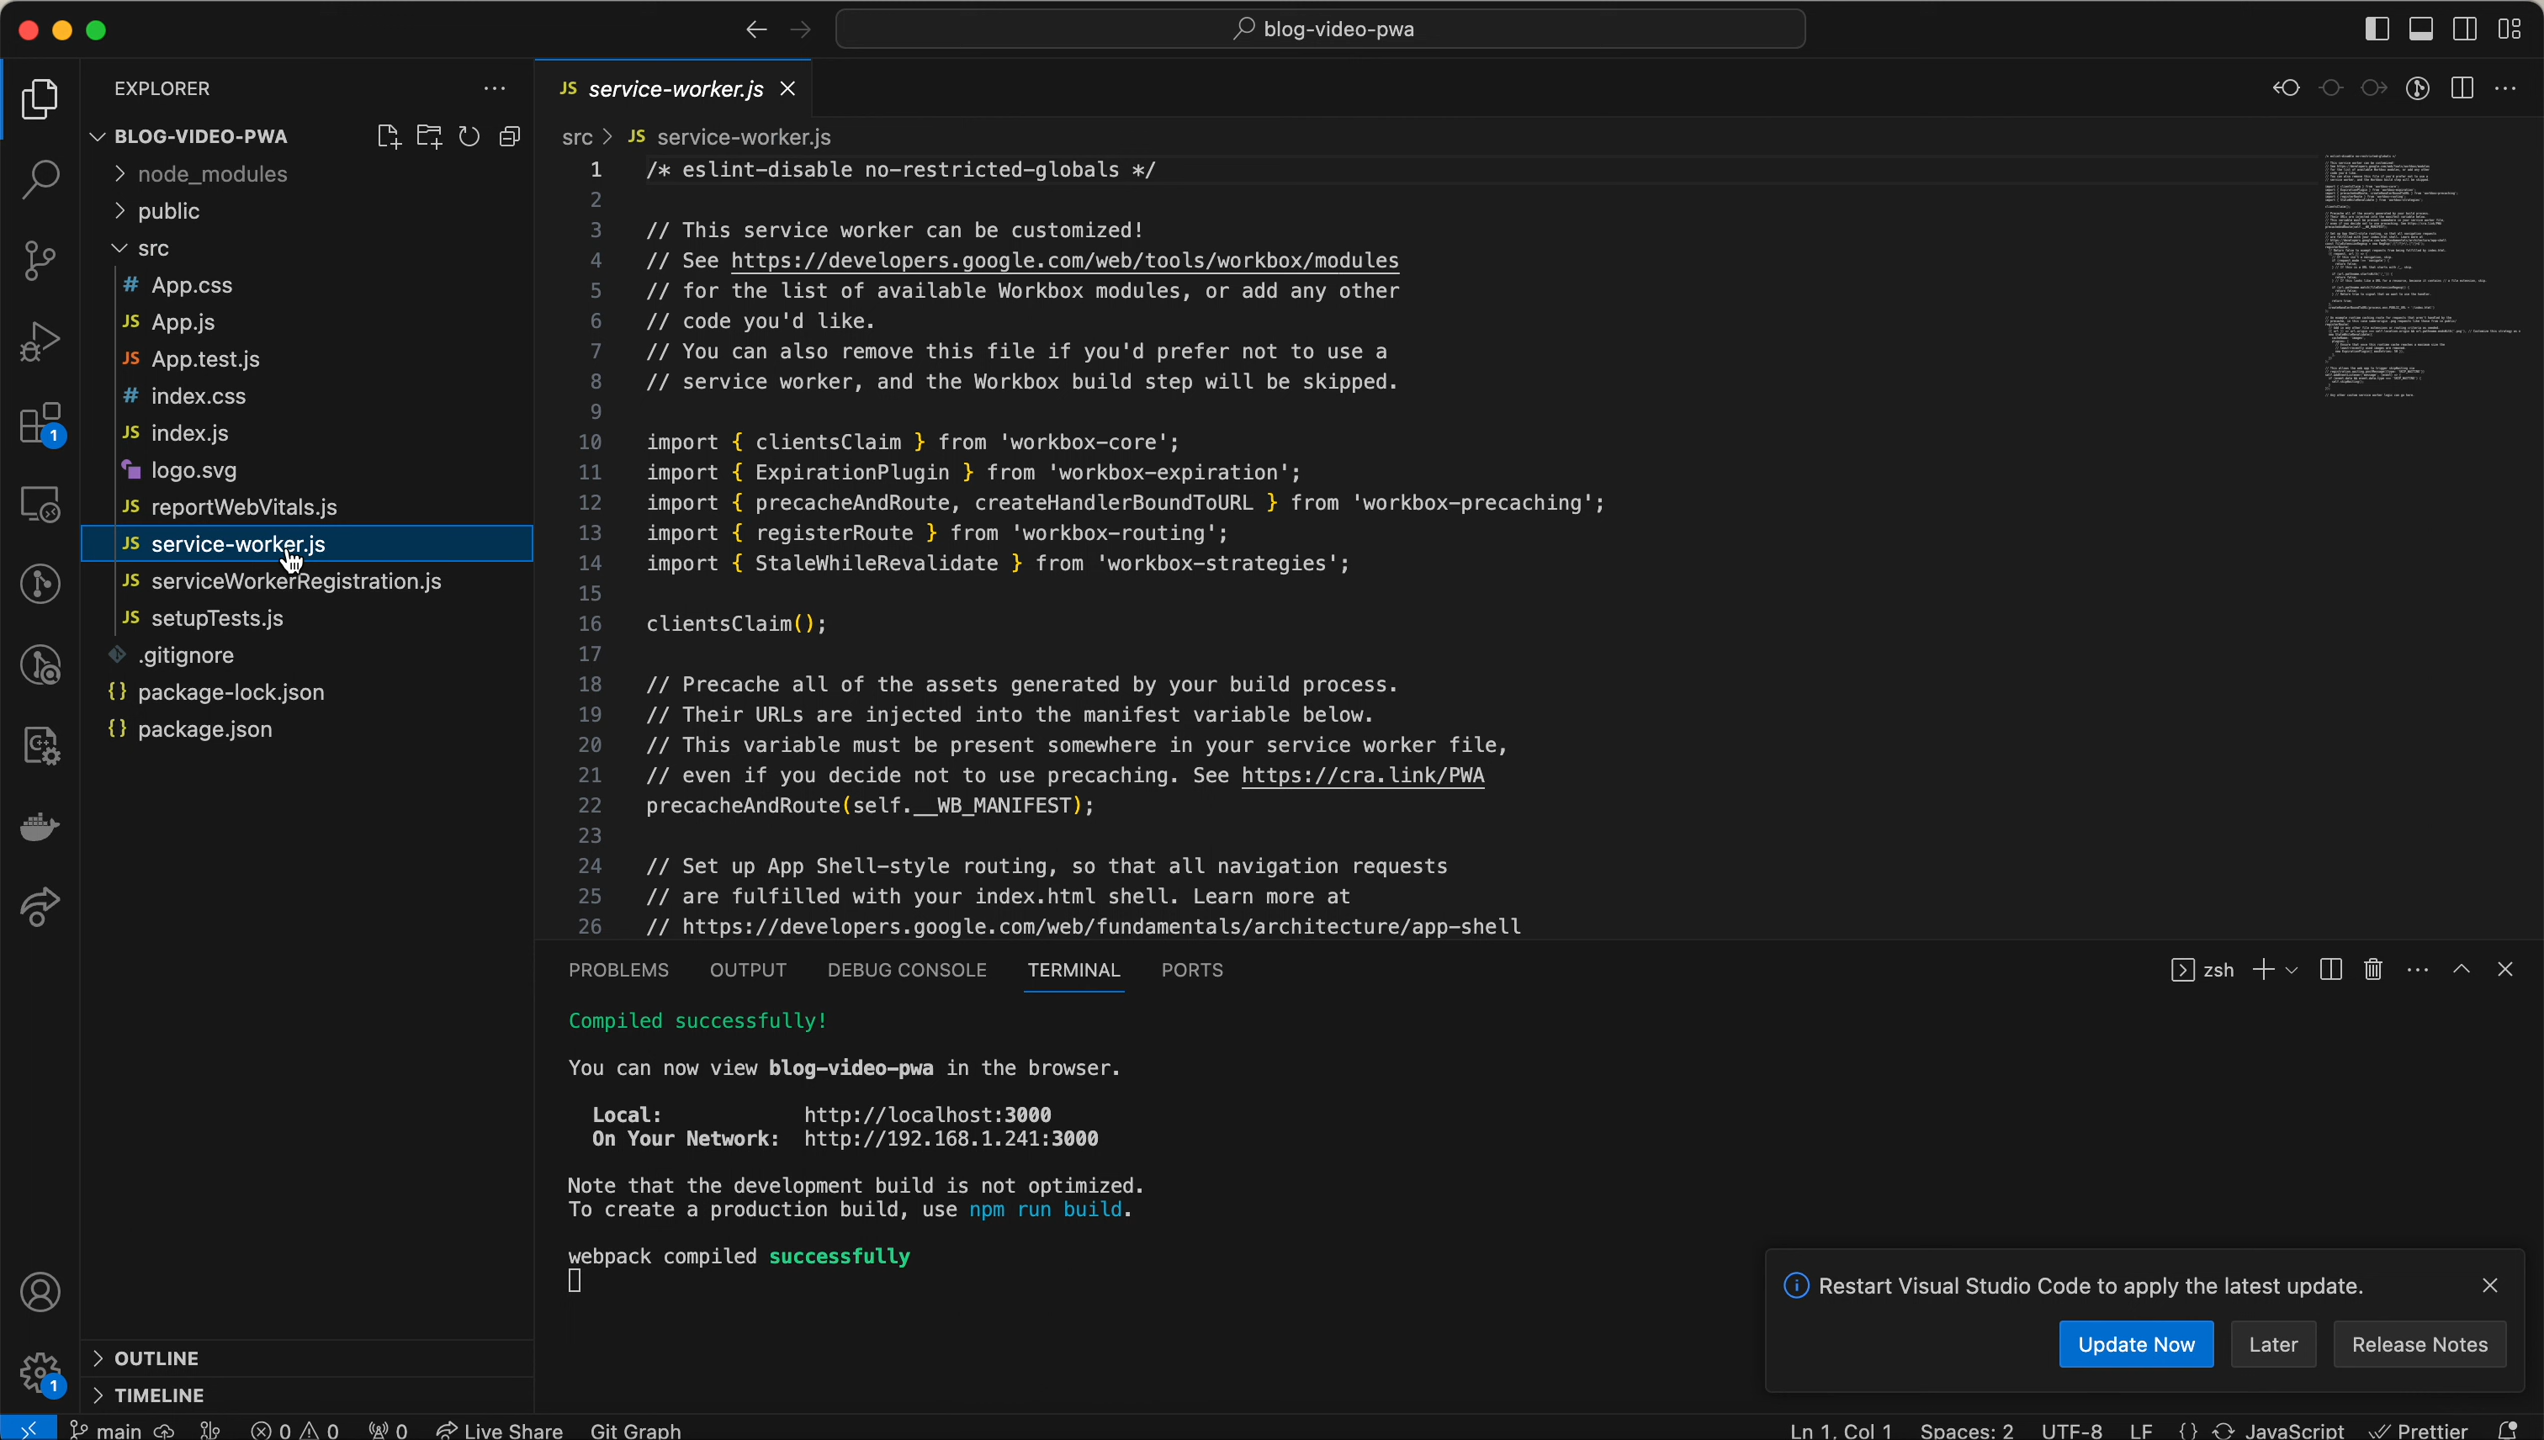 blog-video-pwa
EXPLORER
BLOG-VIDEO-PWA
node_modules
public
src
# App.css
JS App.js
JS App.test.js
# index.css
JS index.js
logo.svg
JS reportWebVitals.js
JS service-worker.js
JS serviceWorkerRegistration.js
JS setupTests.js
.gitignore
{} package-lock.json
{} package.json
OUTLINE
TIMELINE
1
1
JS service-worker.js
src > JS service-worker.js
1 /* eslint-disable no-restricted-globals */
2
3 // This service worker can be customized!
4 // See https://developers.google.com/web/tools/workbox/modules
5 // for the list of available Workbox modules, or add any other
6 // code you'd like.
7 // You can also remove this file if you'd prefer not to use a
8 // service worker, and the Workbox build step will be skipped.
9
10 import { clientsClaim } from 'workbox-core';
11 import { ExpirationPlugin } from 'workbox-expiration';
12 import { precacheAndRoute, createHandlerBoundToURL } from 'workbox-precaching';
13 import { registerRoute } from 'workbox-routing';
14 import { StaleWhileRevalidate } from 'workbox-strategies';
15
16 clientsClaim();
17
18 // Precache all of the assets generated by your build process.
19 // Their URLs are injected into the manifest variable below.
20 // This variable must be present somewhere in your service worker file,
21 // even if you decide not to use precaching. See https://cra.link/PWA
22 precacheAndRoute(self.__WB_MANIFEST);
23
24 // Set up App Shell-style routing, so that all navigation requests
25 // are fulfilled with your index.html shell. Learn more at
26 // https://developers.google.com/web/fundamentals/architecture/app-shell
PROBLEMS OUTPUT DEBUG CONSOLE TERMINAL PORTS
zsh
Compiled successfully!
You can now view blog-video-pwa in the browser.
Local: http://localhost:3000
On Your Network: http://192.168.1.241:3000
Note that the development build is not optimized.
To create a production build, use npm run build.
webpack compiled successfully
Restart Visual Studio Code to apply the latest update.
Update Now Later Release Notes
main 0 0 0 Live Share Git Graph
Ln 1, Col 1 Spaces: 2 UTF-8 LF {} JavaScript Prettier